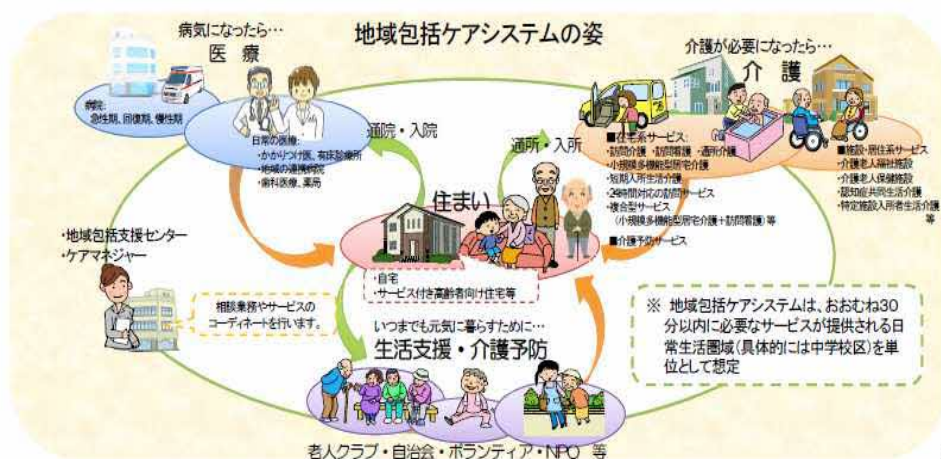 地域包括ケアシステムの姿
病気になったら…
医 療
病院:
急性期、回復期、慢性期
日常の医療:
・かかりつけ医、有床診療所
・地域の連携病院
・歯科医療、薬局
通院・入院
通所・入所
介護が必要になったら…
介 護
■在宅系サービス:
・訪問介護 ・訪問看護 ・通所介護
・小規模多機能型居宅介護
・短期入所生活介護
・24時間対応の訪問サービス
・複合型サービス
(小規模多機能型居宅介護+訪問看護)等
■介護予防サービス
■施設・居住系サービス
・介護老人福祉施設
・介護老人保健施設
・認知症共同生活介護
・特定施設入所者生活介護
等
住まい
・自宅
・サービス付き高齢者向け住宅等
・地域包括支援センター
・ケアマネジャー
相談業務やサービスの
コーディネートを行います。
いつまでも元気に暮らすために…
生活支援・介護予防
老人クラブ・自治会・ボランティア・NPO 等
※ 地域包括ケアシステムは、おおむね30
分以内に必要なサービスが提供される日
常生活圏域(具体的には中学校区)を単
位として想定